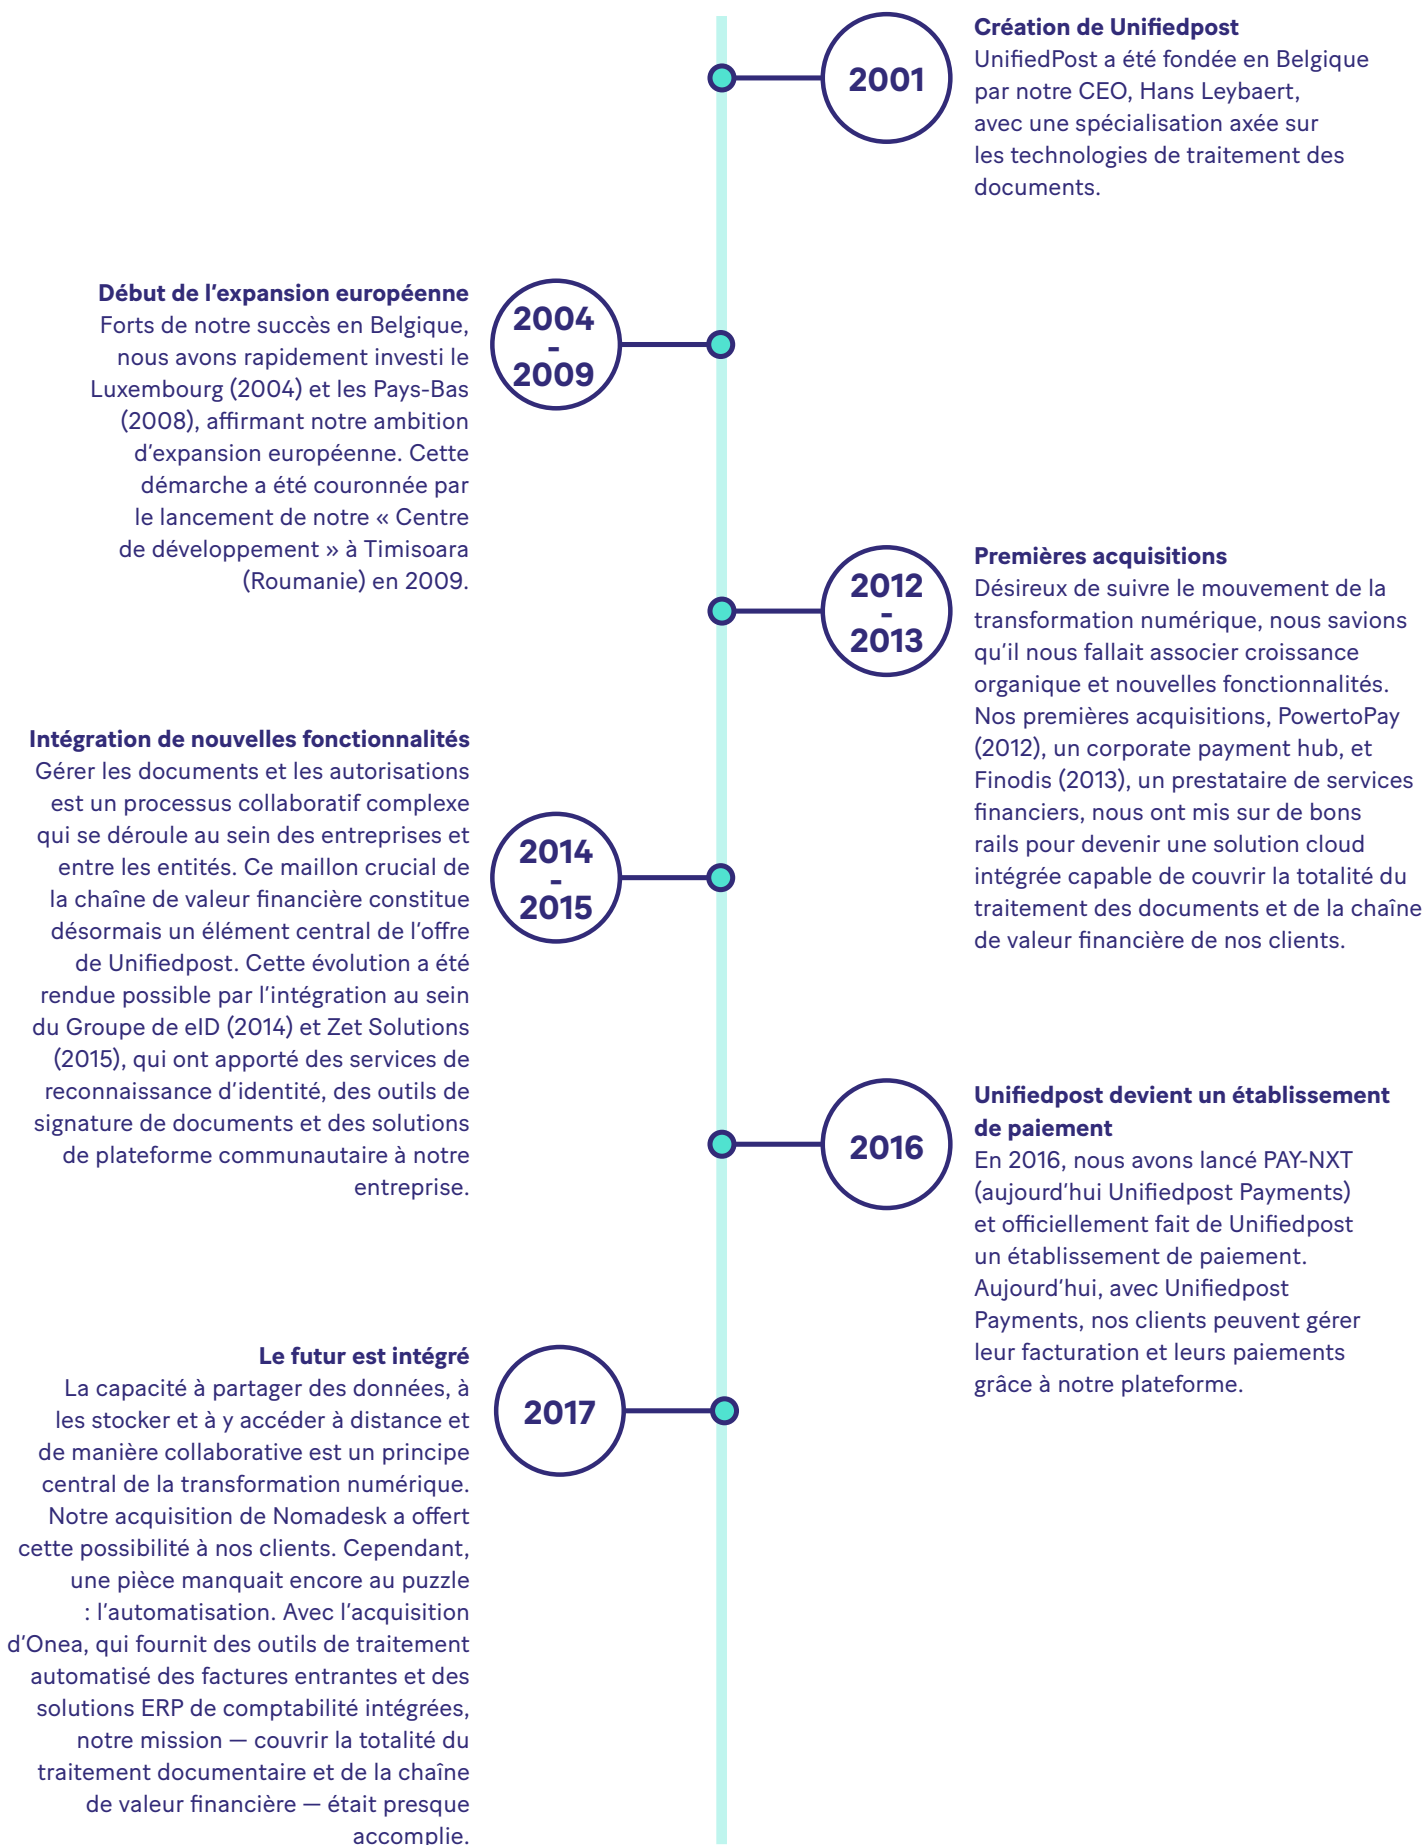 2001
Création de Unifiedpost
UnifiedPost a été fondée en Belgique
par notre CEO, Hans Leybaert,
avec une spécialisation axée sur
les technologies de traitement des
documents.
Début de l'expansion européenne
Forts de notre succès en Belgique,
nous avons rapidement investi le
Luxembourg (2004) et les Pays-Bas
(2008), affirmant notre ambition
d'expansion européenne. Cette
démarche a été couronnée par
le lancement de notre « Centre
de développement » à Timisoara
(Roumanie) en 2009.
2004
-
2009
2012
-
2013
Premières acquisitions
Désireux de suivre le mouvement de la
transformation numérique, nous savions
qu'il nous fallait associer croissance
organique et nouvelles fonctionnalités.
Nos premières acquisitions, PowertoPay
(2012), un corporate payment hub, et
Finodis (2013), un prestataire de services
financiers, nous ont mis sur de bons
rails pour devenir une solution cloud
intégrée capable de couvrir la totalité du
traitement des documents et de la chaîne
de valeur financière de nos clients.
Intégration de nouvelles fonctionnalités
Gérer les documents et les autorisations
est un processus collaboratif complexe
qui se déroule au sein des entreprises et
entre les entités. Ce maillon crucial de
la chaîne de valeur financière constitue
désormais un élément central de l'offre
de Unifiedpost. Cette évolution a été
rendue possible par l'intégration au sein
du Groupe de eID (2014) et Zet Solutions
(2015), qui ont apporté des services de
reconnaissance d'identité, des outils de
signature de documents et des solutions
de plateforme communautaire à notre
entreprise.
2014
-
2015
2016
Unifiedpost devient un établissement
de paiement
En 2016, nous avons lancé PAY-NXT
(aujourd'hui Unifiedpost Payments)
et officiellement fait de Unifiedpost
un établissement de paiement.
Aujourd'hui, avec Unifiedpost
Payments, nos clients peuvent gérer
leur facturation et leurs paiements
grâce à notre plateforme.
Le futur est intégré
La capacité à partager des données, à
les stocker et à y accéder à distance et
de manière collaborative est un principe
central de la transformation numérique.
Notre acquisition de Nomadesk a offert
cette possibilité à nos clients. Cependant,
une pièce manquait encore au puzzle
: l'automatisation. Avec l'acquisition
d'Onea, qui fournit des outils de traitement
automatisé des factures entrantes et des
solutions ERP de comptabilité intégrées,
notre mission — couvrir la totalité du
traitement documentaire et de la chaîne
de valeur financière — était presque
accomplie.
2017